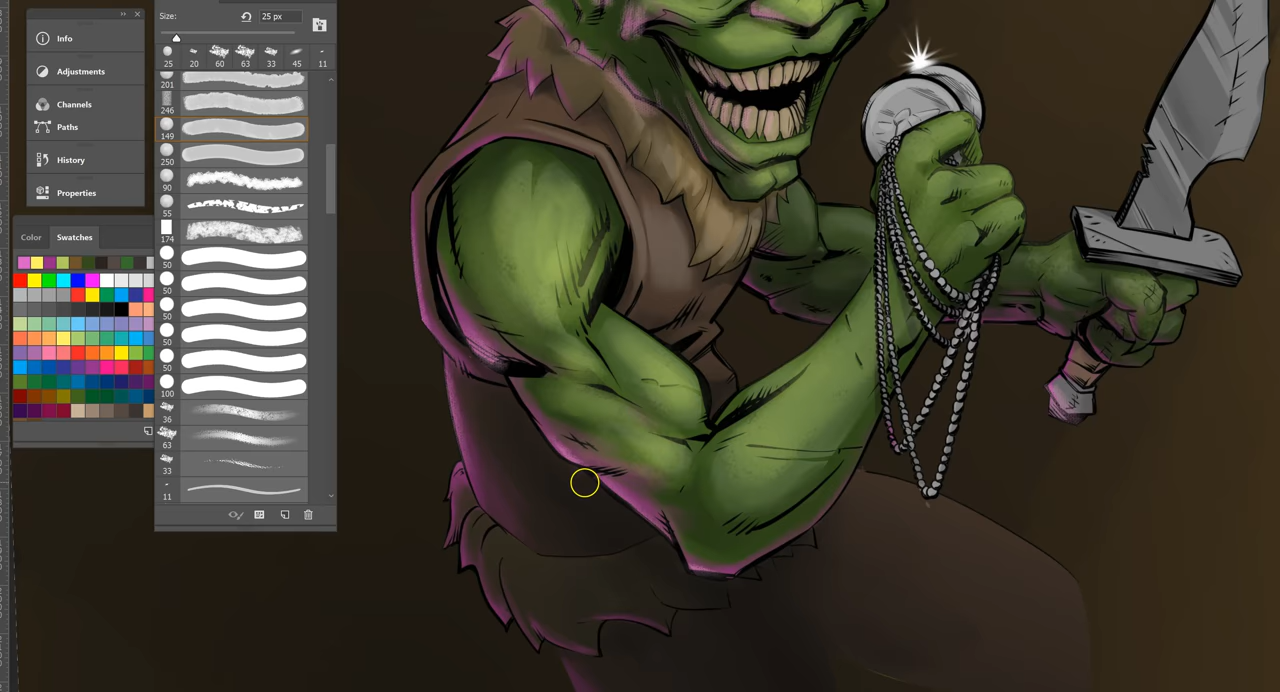 Info
Adjustments
Channels
Paths
History
Properties
Color Swatches
Size: 25 px
25 20 60 63 33 45 11
201
246
149
250
90
55
174
50
50
50
50
50
100
36
63
33
11